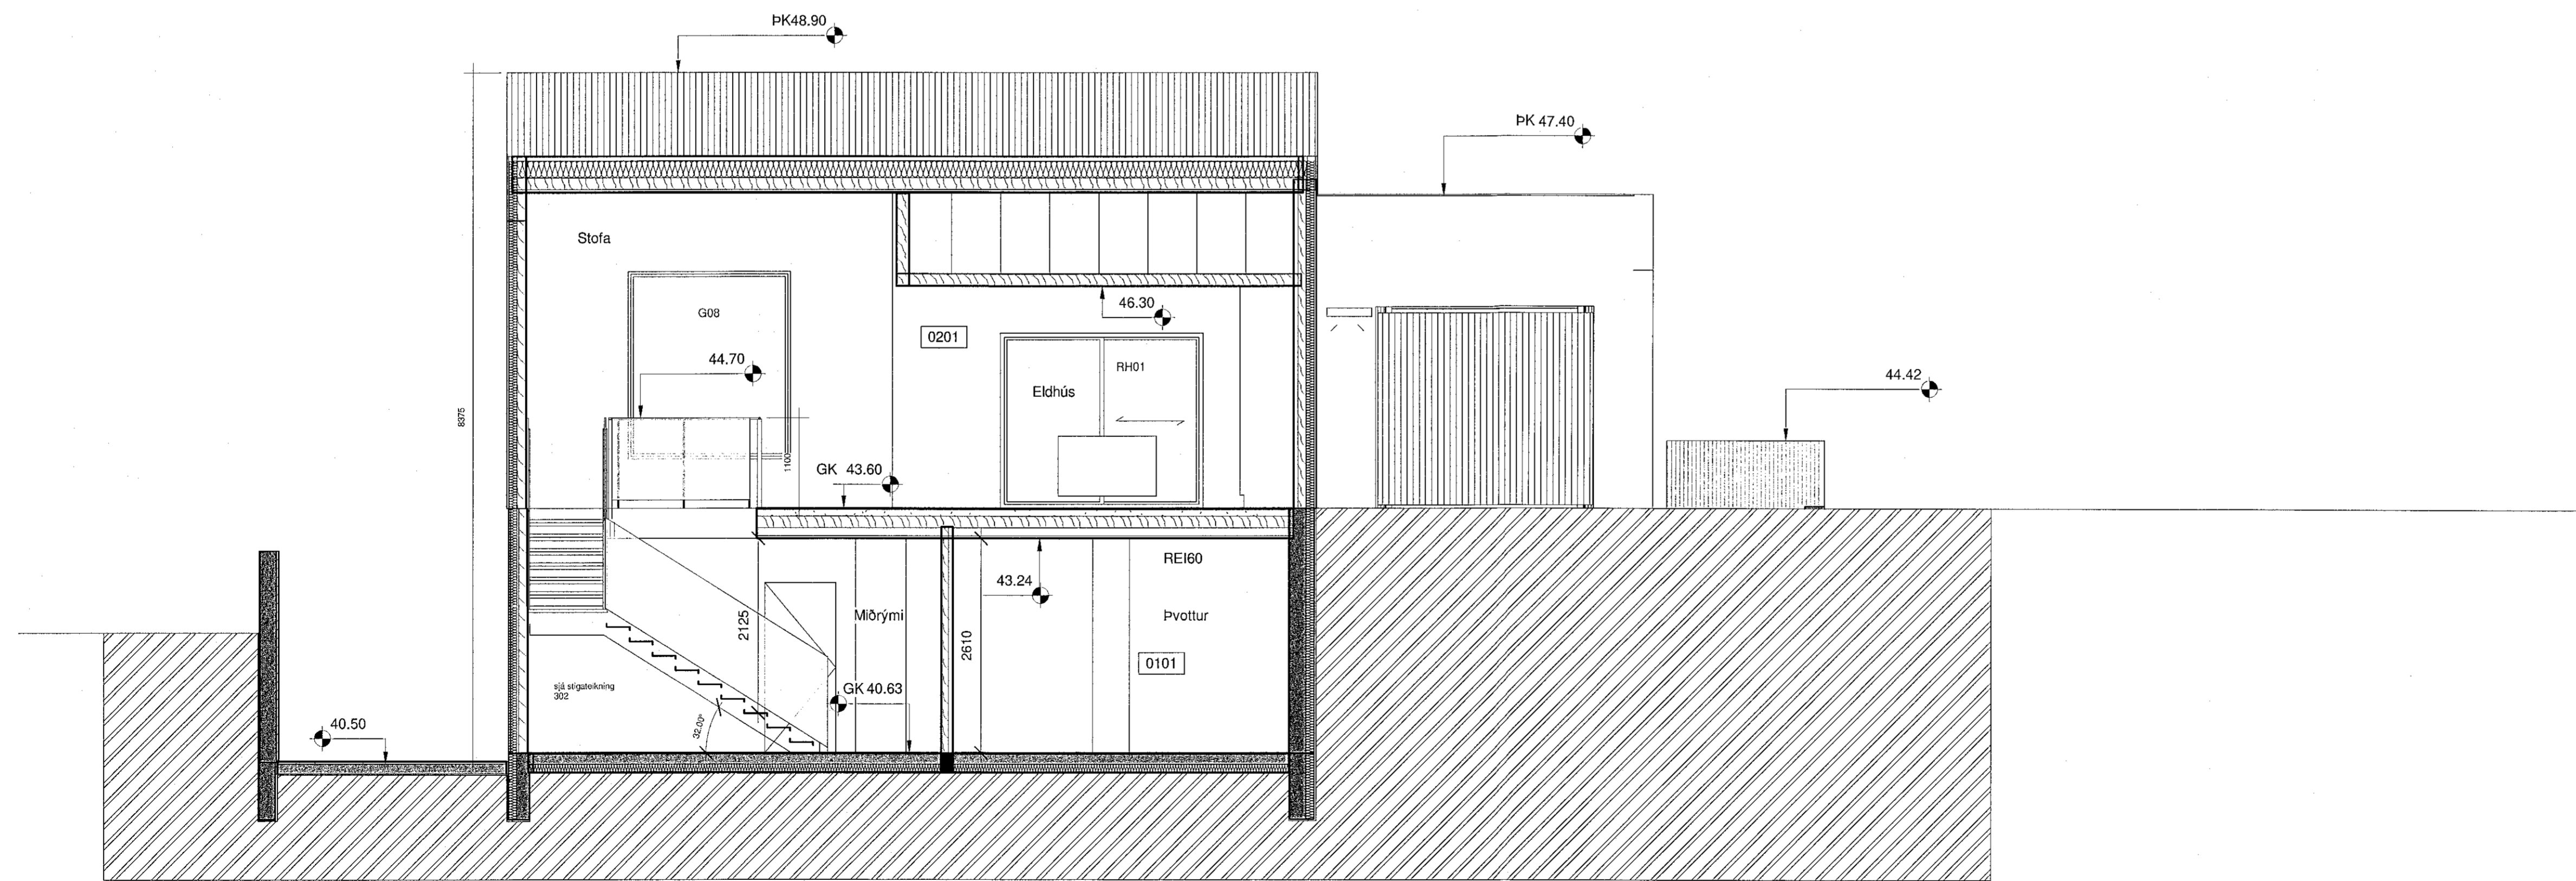 ÞK48.90
ÞK 47.40
Stofa
46.30
G08
0201
44.70
RH01
44.42
Eldhús
8375
1100
GK 43.60
REI60
43.24
2125
Miðrými
Þvottur
2610
0101
sjá stigateikning
302
GK 40.63
32.00°
40.50